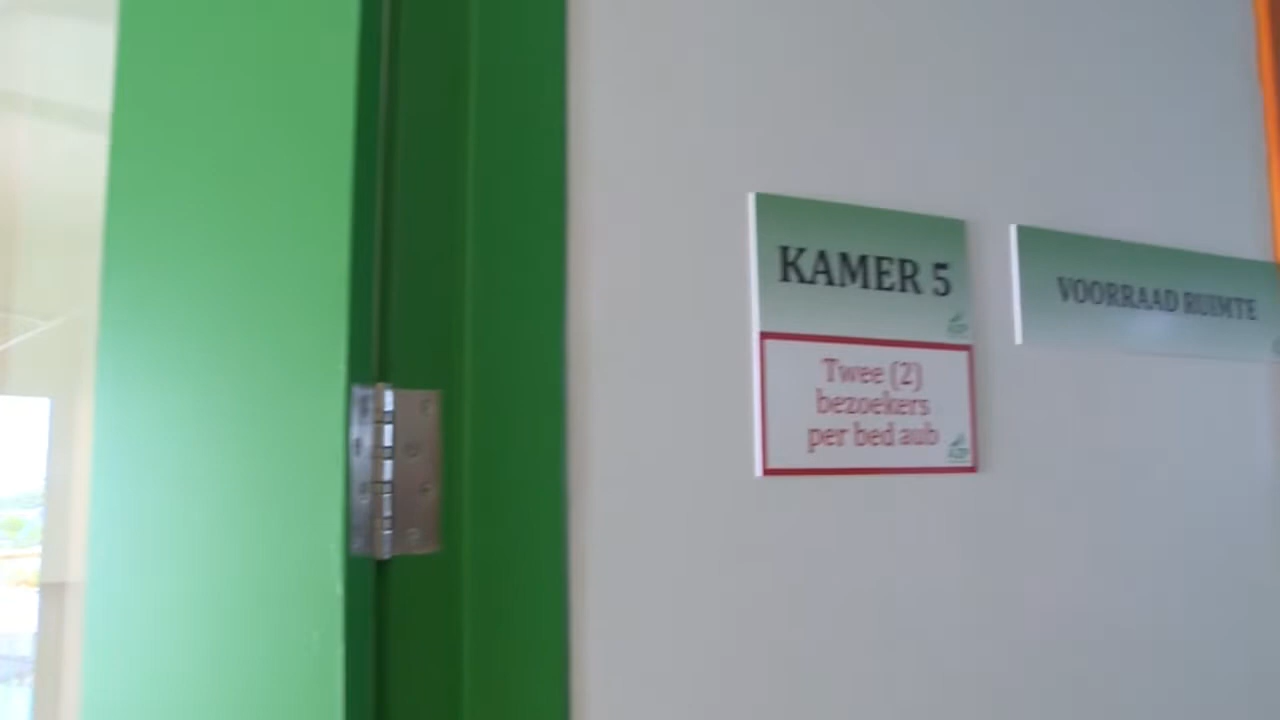 KAMER 5
Twee (2)
bezoekers
per bed aub
VOORRAAD RUIMTE